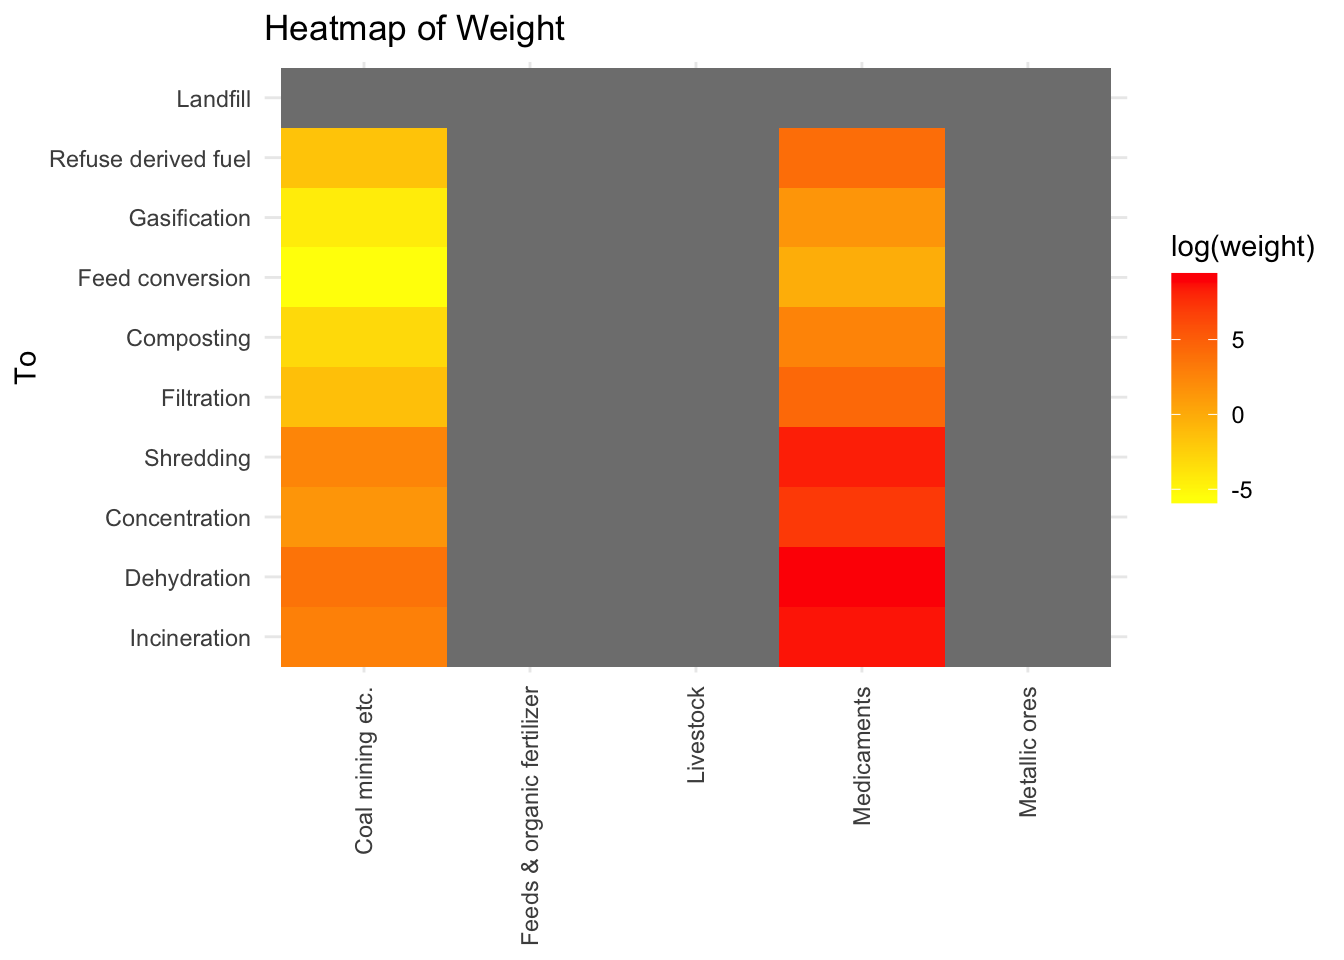 Heatmap of Weight
To
Landfill
Refuse derived fuel
Gasification
Feed conversion
Composting
Filtration
Shredding
Concentration
Dehydration
Incineration
Coal mining etc.
Feeds & organic fertilizer
Livestock
Medicaments
Metallic ores
log(weight)
5
0
-5